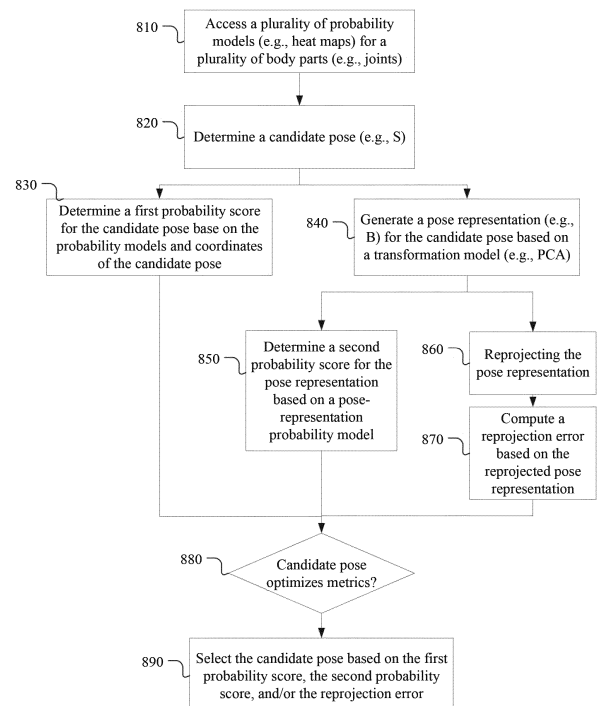 810
Access a plurality of probability
models (e.g., heat maps) for a
plurality of body parts (e.g., joints)
820
Determine a candidate pose (e.g., S)
830
Determine a first probability score
for the candidate pose base on the
probability models and coordinates
of the candidate pose
840
Generate a pose representation (e.g.,
B) for the candidate pose based on
a transformation model (e.g., PCA)
850
Determine a second
probability score for the
pose representation
based on a pose-
representation
probability model
860
Reprojecting the
pose representation
870
Compute a
reprojection error
based on the
reprojected pose
representation
880
Candidate pose
optimizes metrics?
890
Select the candidate pose based on the first
probability score, the second probability
score, and/or the reprojection error